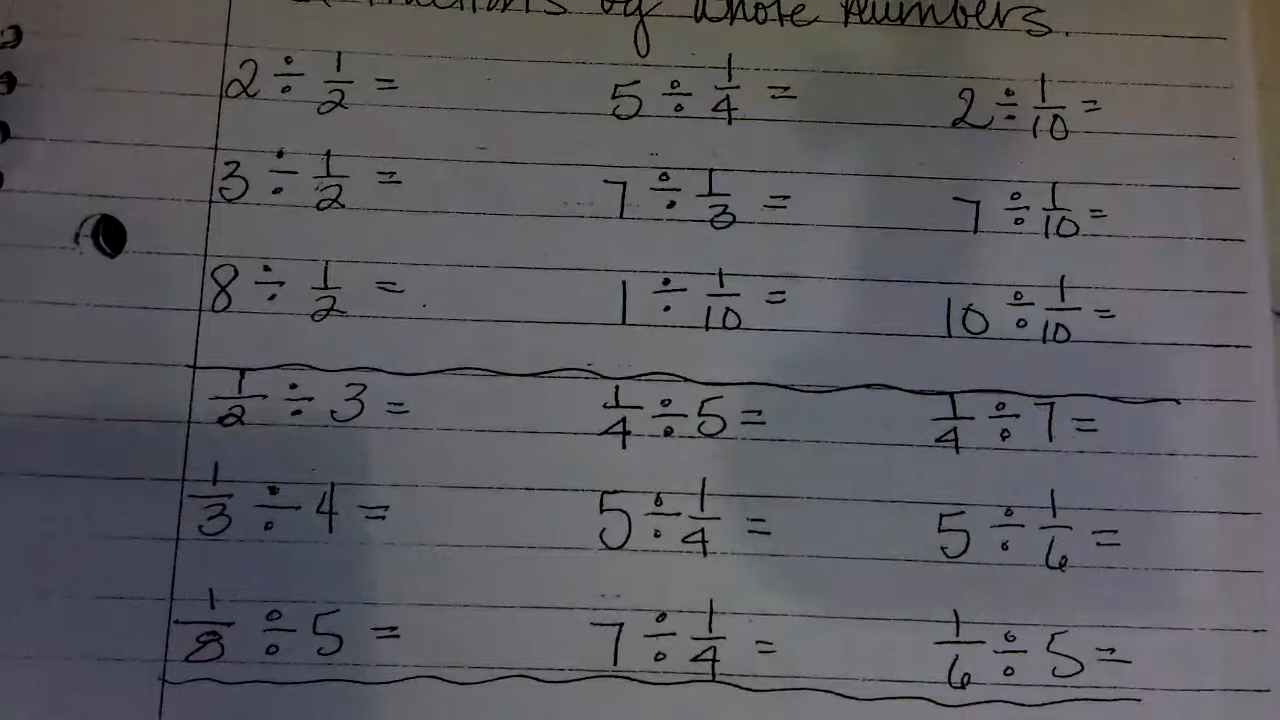 & Fractions by Whole Numbers.
2 ÷ 1/2 = 5 ÷ 1/4 = 2 ÷ 1/10 =
3 ÷ 1/2 = 7 ÷ 1/3 = 7 ÷ 1/10 =
8 ÷ 1/2 = 1 ÷ 1/10 = 10 ÷ 1/10 =
1/2 ÷ 3 = 1/4 ÷ 5 = 1/4 ÷ 7 =
1/3 ÷ 4 = 5 ÷ 1/4 = 5 ÷ 1/6 =
1/8 ÷ 5 = 7 ÷ 1/4 = 1/6 ÷ 5 =